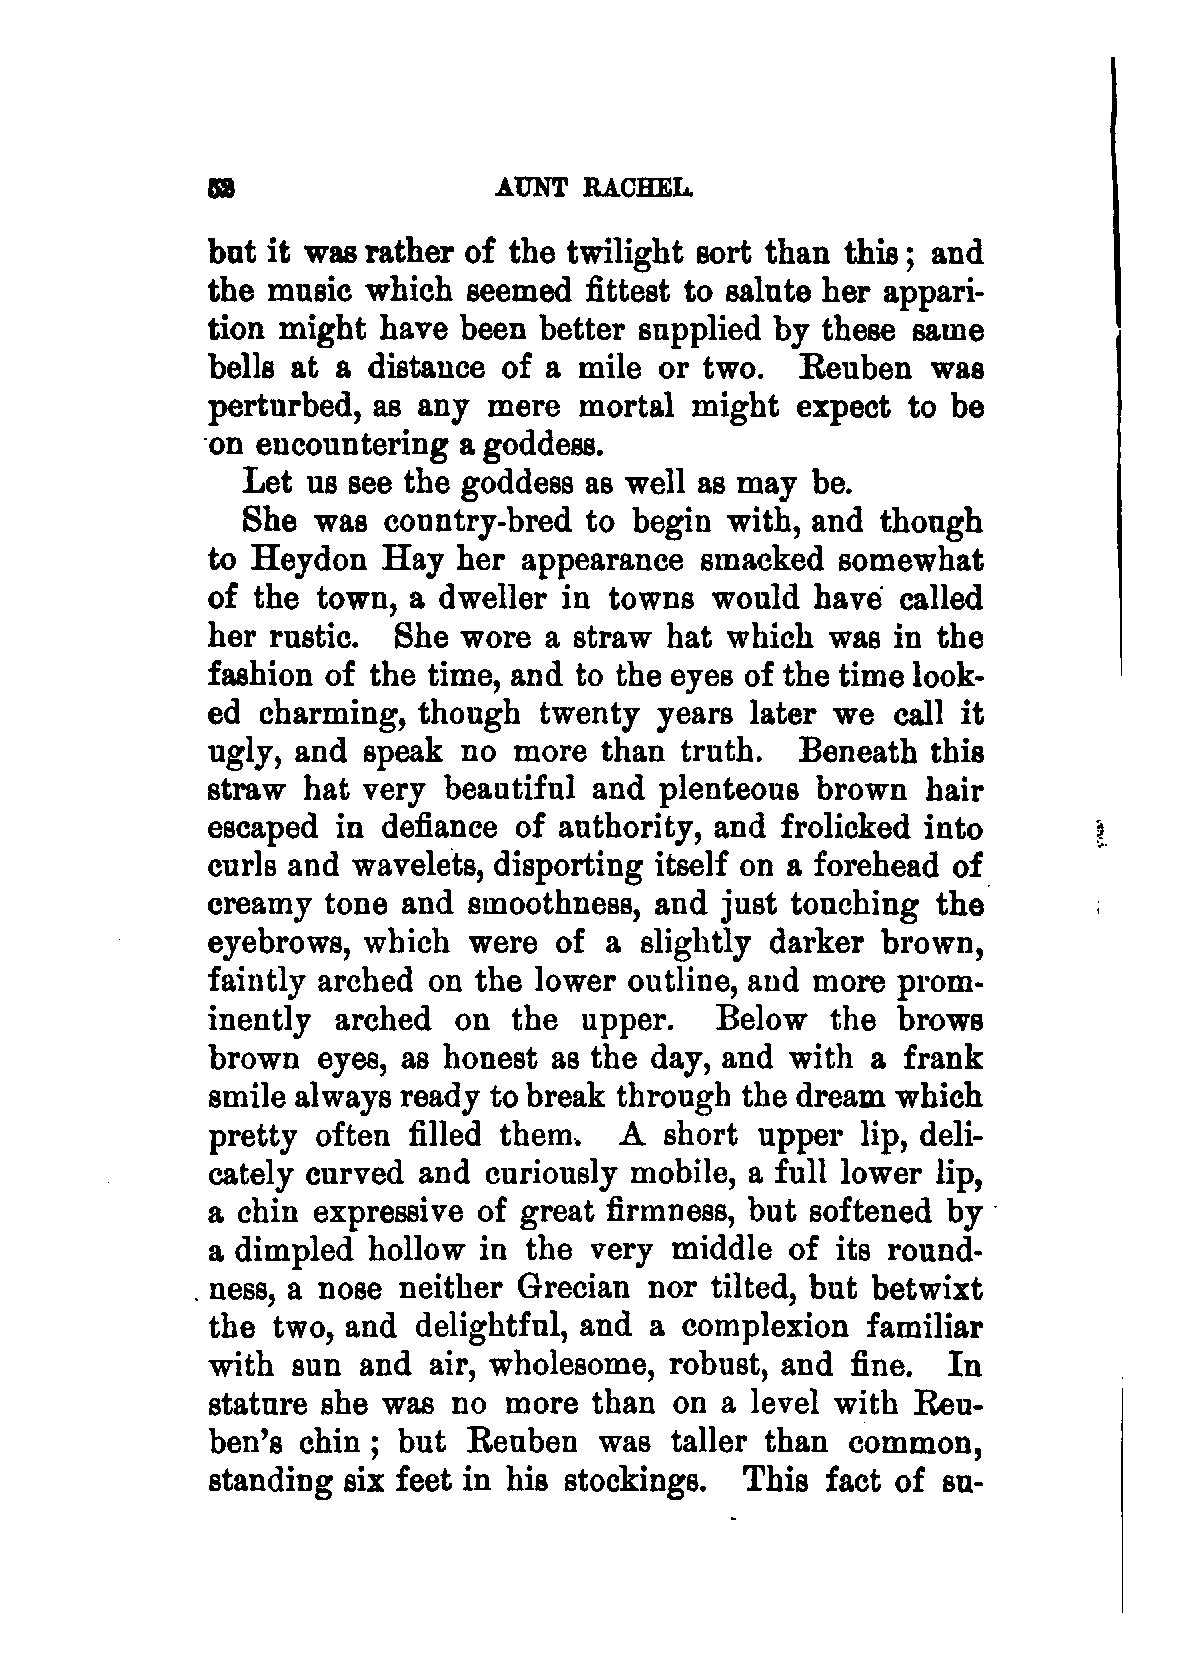 52 AUNT RACHEL.
but it was rather of the twilight sort than this; and
the music which seemed fittest to salute her appari-
tion might have been better supplied by these same
bells at a distance of a mile or two. Reuben was
perturbed, as any mere mortal might expect to be
on encountering a goddess.
Let us see the goddess as well as may be.
She was country-bred to begin with, and though
to Heydon Hay her appearance smacked somewhat
of the town, a dweller in towns would have called
her rustic. She wore a straw hat which was in the
fashion of the time, and to the eyes of the time look-
ed charming, though twenty years later we call it
ugly, and speak no more than truth. Beneath this
straw hat very beautiful and plenteous brown hair
escaped in defiance of authority, and frolicked into
curls and wavelets, disporting itself on a forehead of
creamy tone and smoothness, and just touching the
eyebrows, which were of a slightly darker brown,
faintly arched on the lower outline, and more prom-
inently arched on the upper. Below the brows
brown eyes, as honest as the day, and with a frank
smile always ready to break through the dream which
pretty often filled them. A short upper lip, deli-
cately curved and curiously mobile, a full lower lip,
a chin expressive of great firmness, but softened by
a dimpled hollow in the very middle of its round-
ness, a nose neither Grecian nor tilted, but betwixt
the two, and delightful, and a complexion familiar
with sun and air, wholesome, robust, and fine. In
stature she was no more than on a level with Reu-
ben's chin; but Reuben was taller than common,
standing six feet in his stockings. This fact of su-